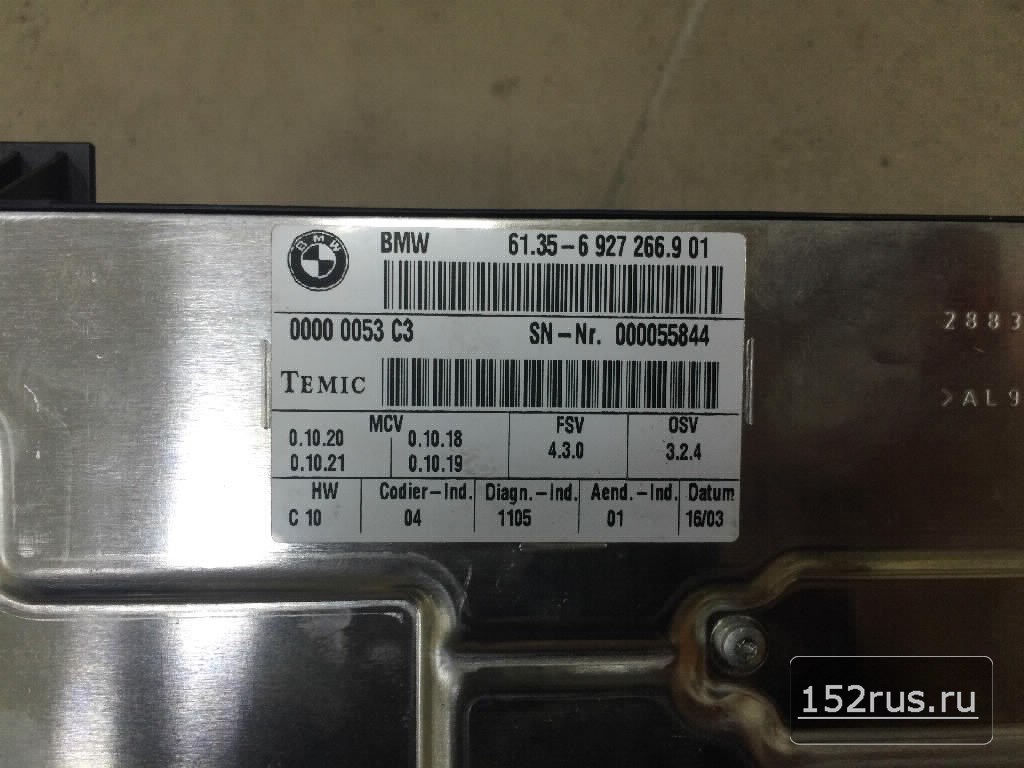 BMW
BMW 61.35-6 927 266.9 01
0000 0053 C3 SN-Nr. 000055844
TEMIC
MCV FSV OSV
0.10.20 0.10.18 4.3.0 3.2.4
0.10.21 0.10.19
HW Codier-Ind. Diagn.-Ind. Aend.-Ind. Datum
C 10 04 1105 01 16/03
2883
>AL9
152rus.ru